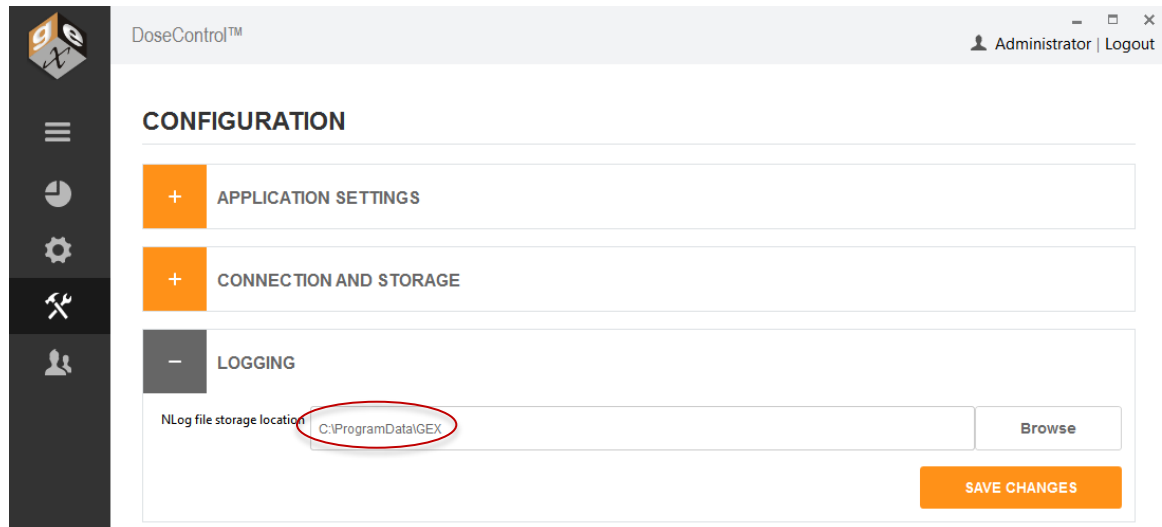 gex
DoseControl™
Administrator | Logout
CONFIGURATION
+ APPLICATION SETTINGS
+ CONNECTION AND STORAGE
− LOGGING
NLog file storage location C:\ProgramData\GEX Browse
SAVE CHANGES